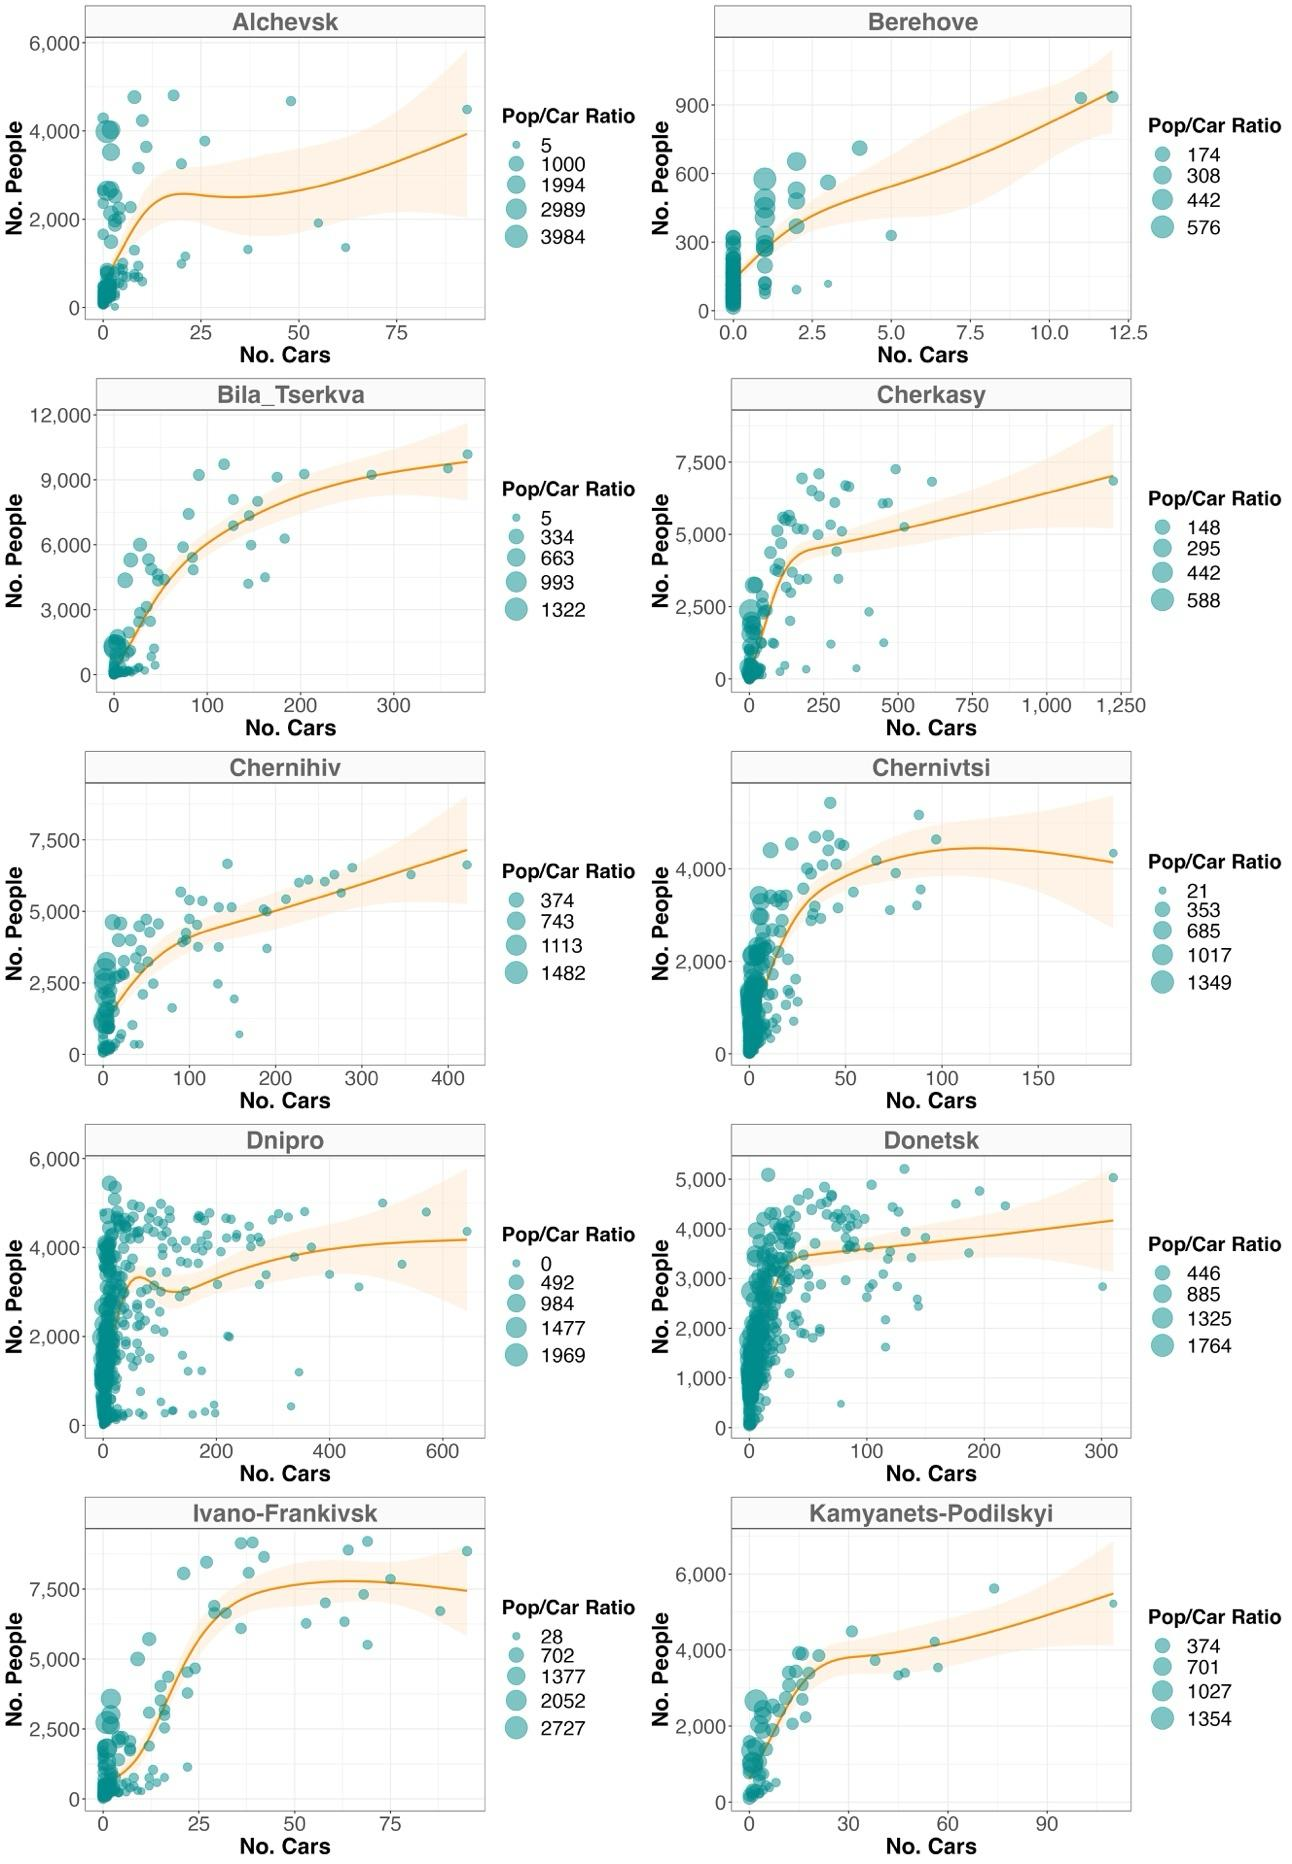 Alchevsk
6,000
4,000
2,000
0
0 25 50 75
No. Cars
No. People
Pop/Car Ratio
5
1000
1994
2989
3984
Berehove
900
600
300
0
0.0 2.5 5.0 7.5 10.0 12.5
No. Cars
No. People
Pop/Car Ratio
174
308
442
576
Bila_Tserkva
12,000
9,000
6,000
3,000
0
0 100 200 300
No. Cars
No. People
Pop/Car Ratio
5
334
663
993
1322
Cherkasy
7,500
5,000
2,500
0
0 250 500 750 1,000 1,250
No. Cars
No. People
Pop/Car Ratio
148
295
442
588
Chernihiv
7,500
5,000
2,500
0
0 100 200 300 400
No. Cars
No. People
Pop/Car Ratio
374
743
1113
1482
Chernivtsi
4,000
2,000
0
0 50 100 150
No. Cars
No. People
Pop/Car Ratio
21
353
685
1017
1349
Dnipro
6,000
4,000
2,000
0
0 200 400 600
No. Cars
No. People
Pop/Car Ratio
0
492
984
1477
1969
Donetsk
5,000
4,000
3,000
2,000
1,000
0
0 100 200 300
No. Cars
No. People
Pop/Car Ratio
446
885
1325
1764
Ivano-Frankivsk
7,500
5,000
2,500
0
0 25 50 75
No. Cars
No. People
Pop/Car Ratio
28
702
1377
2052
2727
Kamyanets-Podilskyi
6,000
4,000
2,000
0
0 30 60 90
No. Cars
No. People
Pop/Car Ratio
374
701
1027
1354